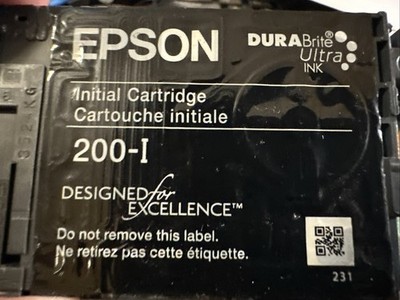 EPSON
DURABrite®
Ultra
INK
Initial Cartridge
Cartouche initiale
200-I
DESIGNED for
EXCELLENCE™
Do not remove this label.
Ne retirez pas cette étiquette.
231